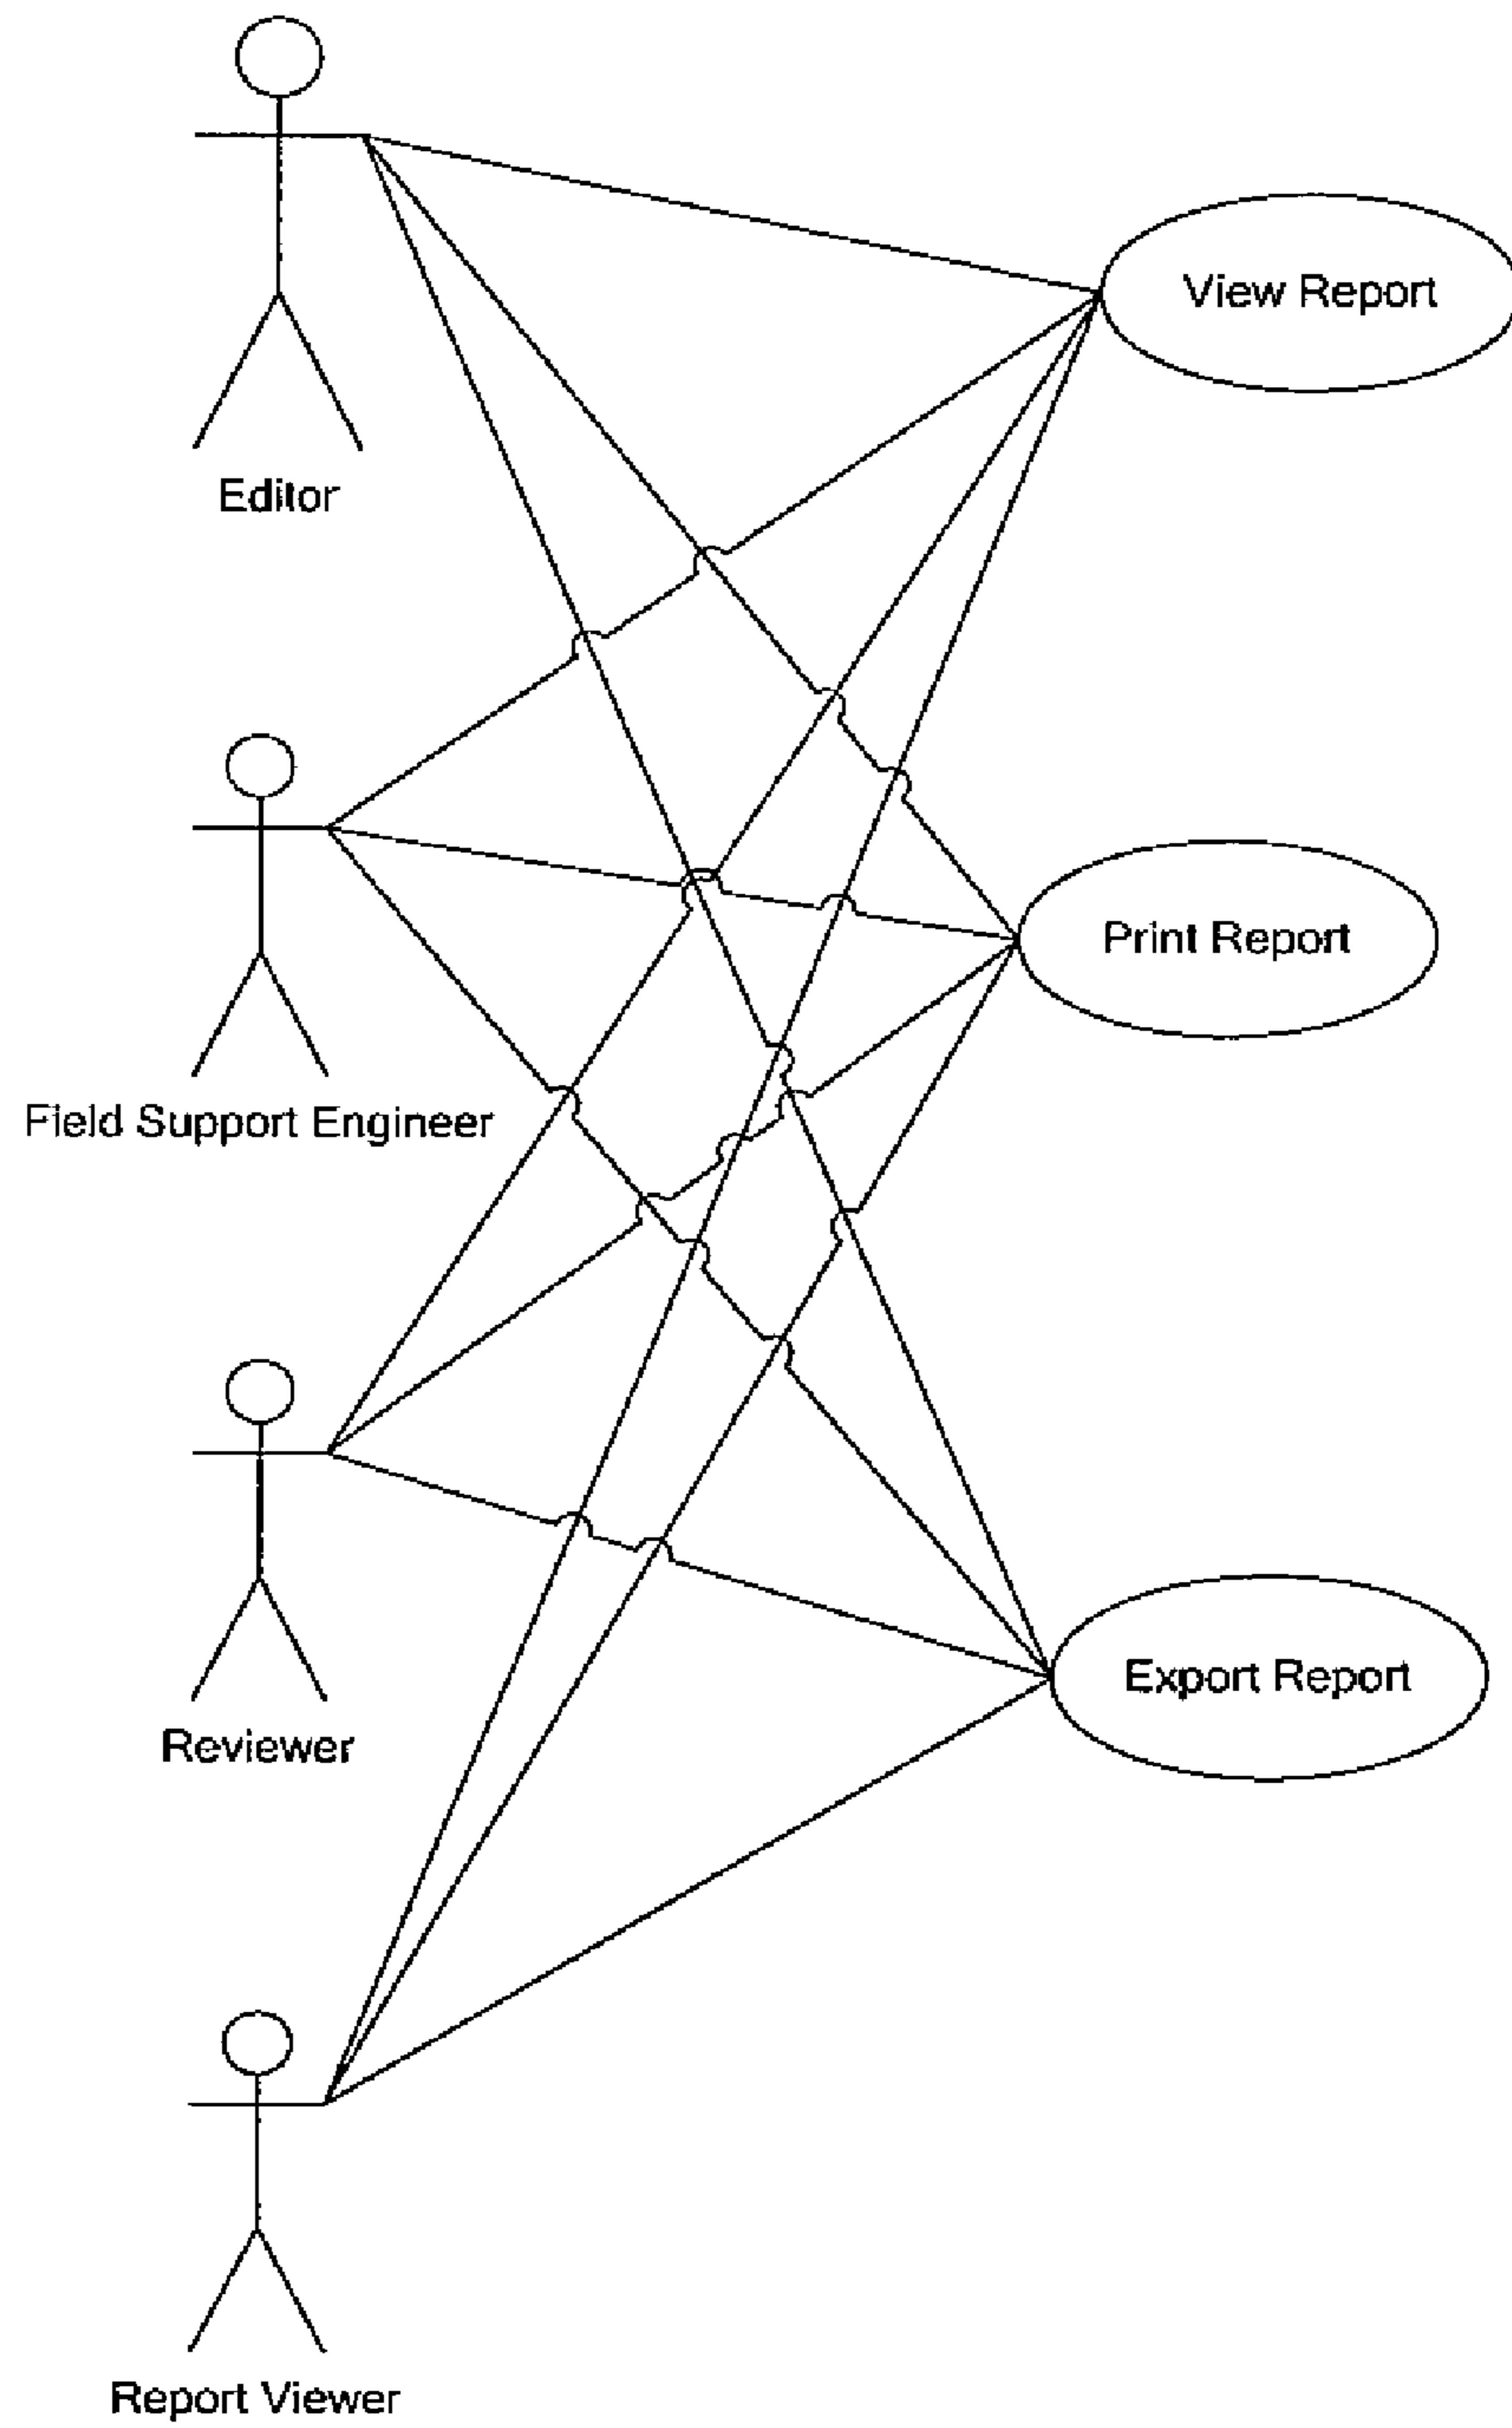 View Report
Editor
Print Report
Field Support Engineer
Export Report
Reviewer
Report Viewer